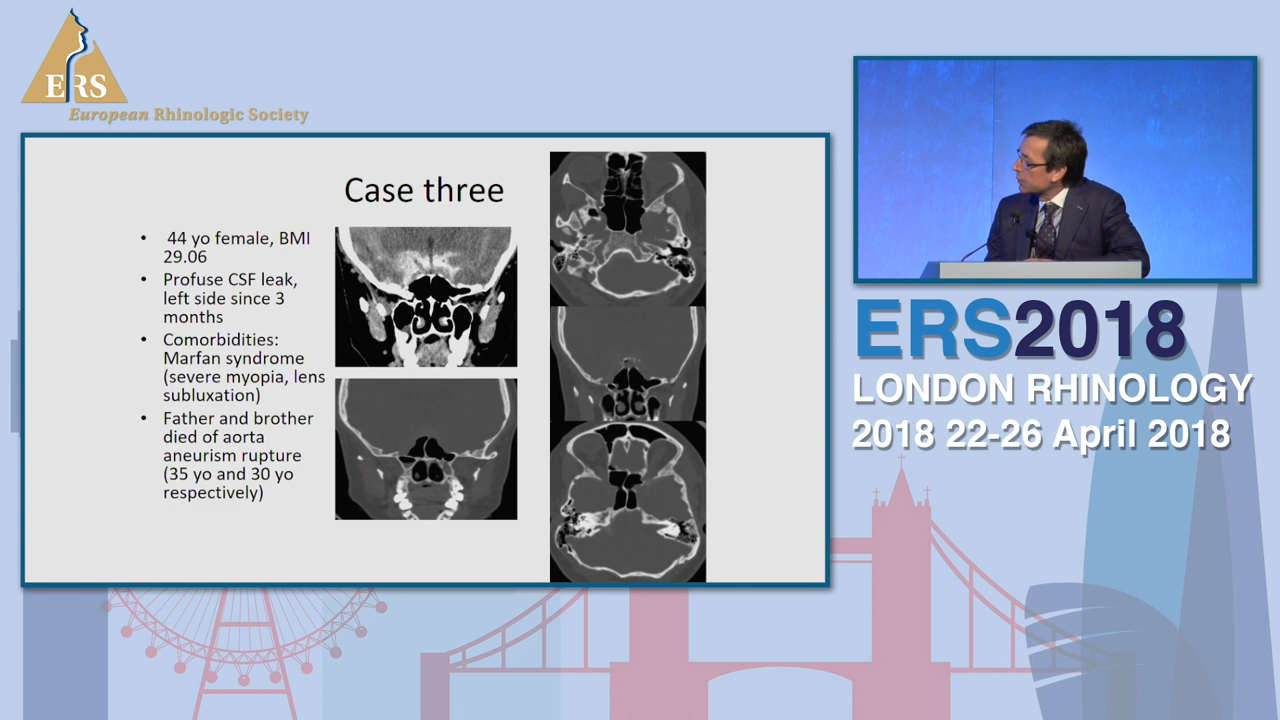 ERS
European Rhinologic Society
Case three
• 44 yo female, BMI
29.06
• Profuse CSF leak,
left side since 3
months
• Comorbidities:
Marfan syndrome
(severe myopia, lens
subluxation)
• Father and brother
died of aorta
aneurism rupture
(35 yo and 30 yo
respectively)
ERS2018
LONDON RHINOLOGY
2018 22-26 April 2018